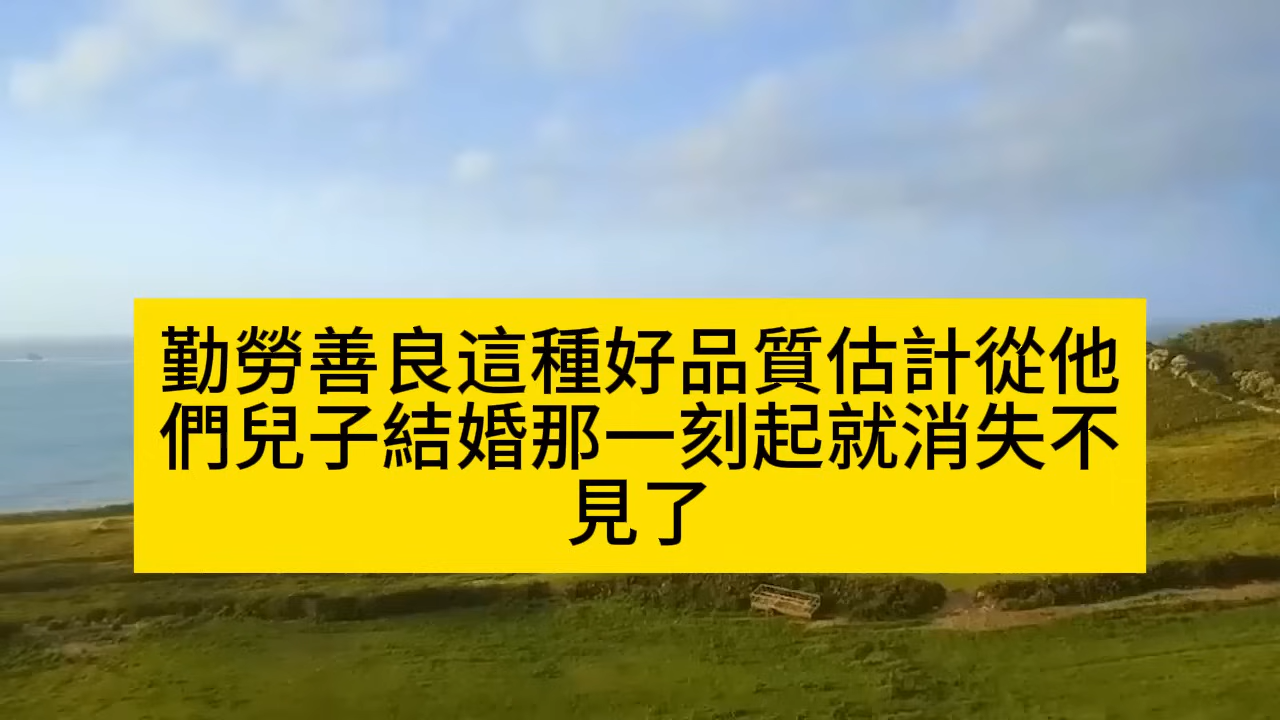 勤勞善良這種好品質估計從他
們兒子結婚那一刻起就消失不
見了